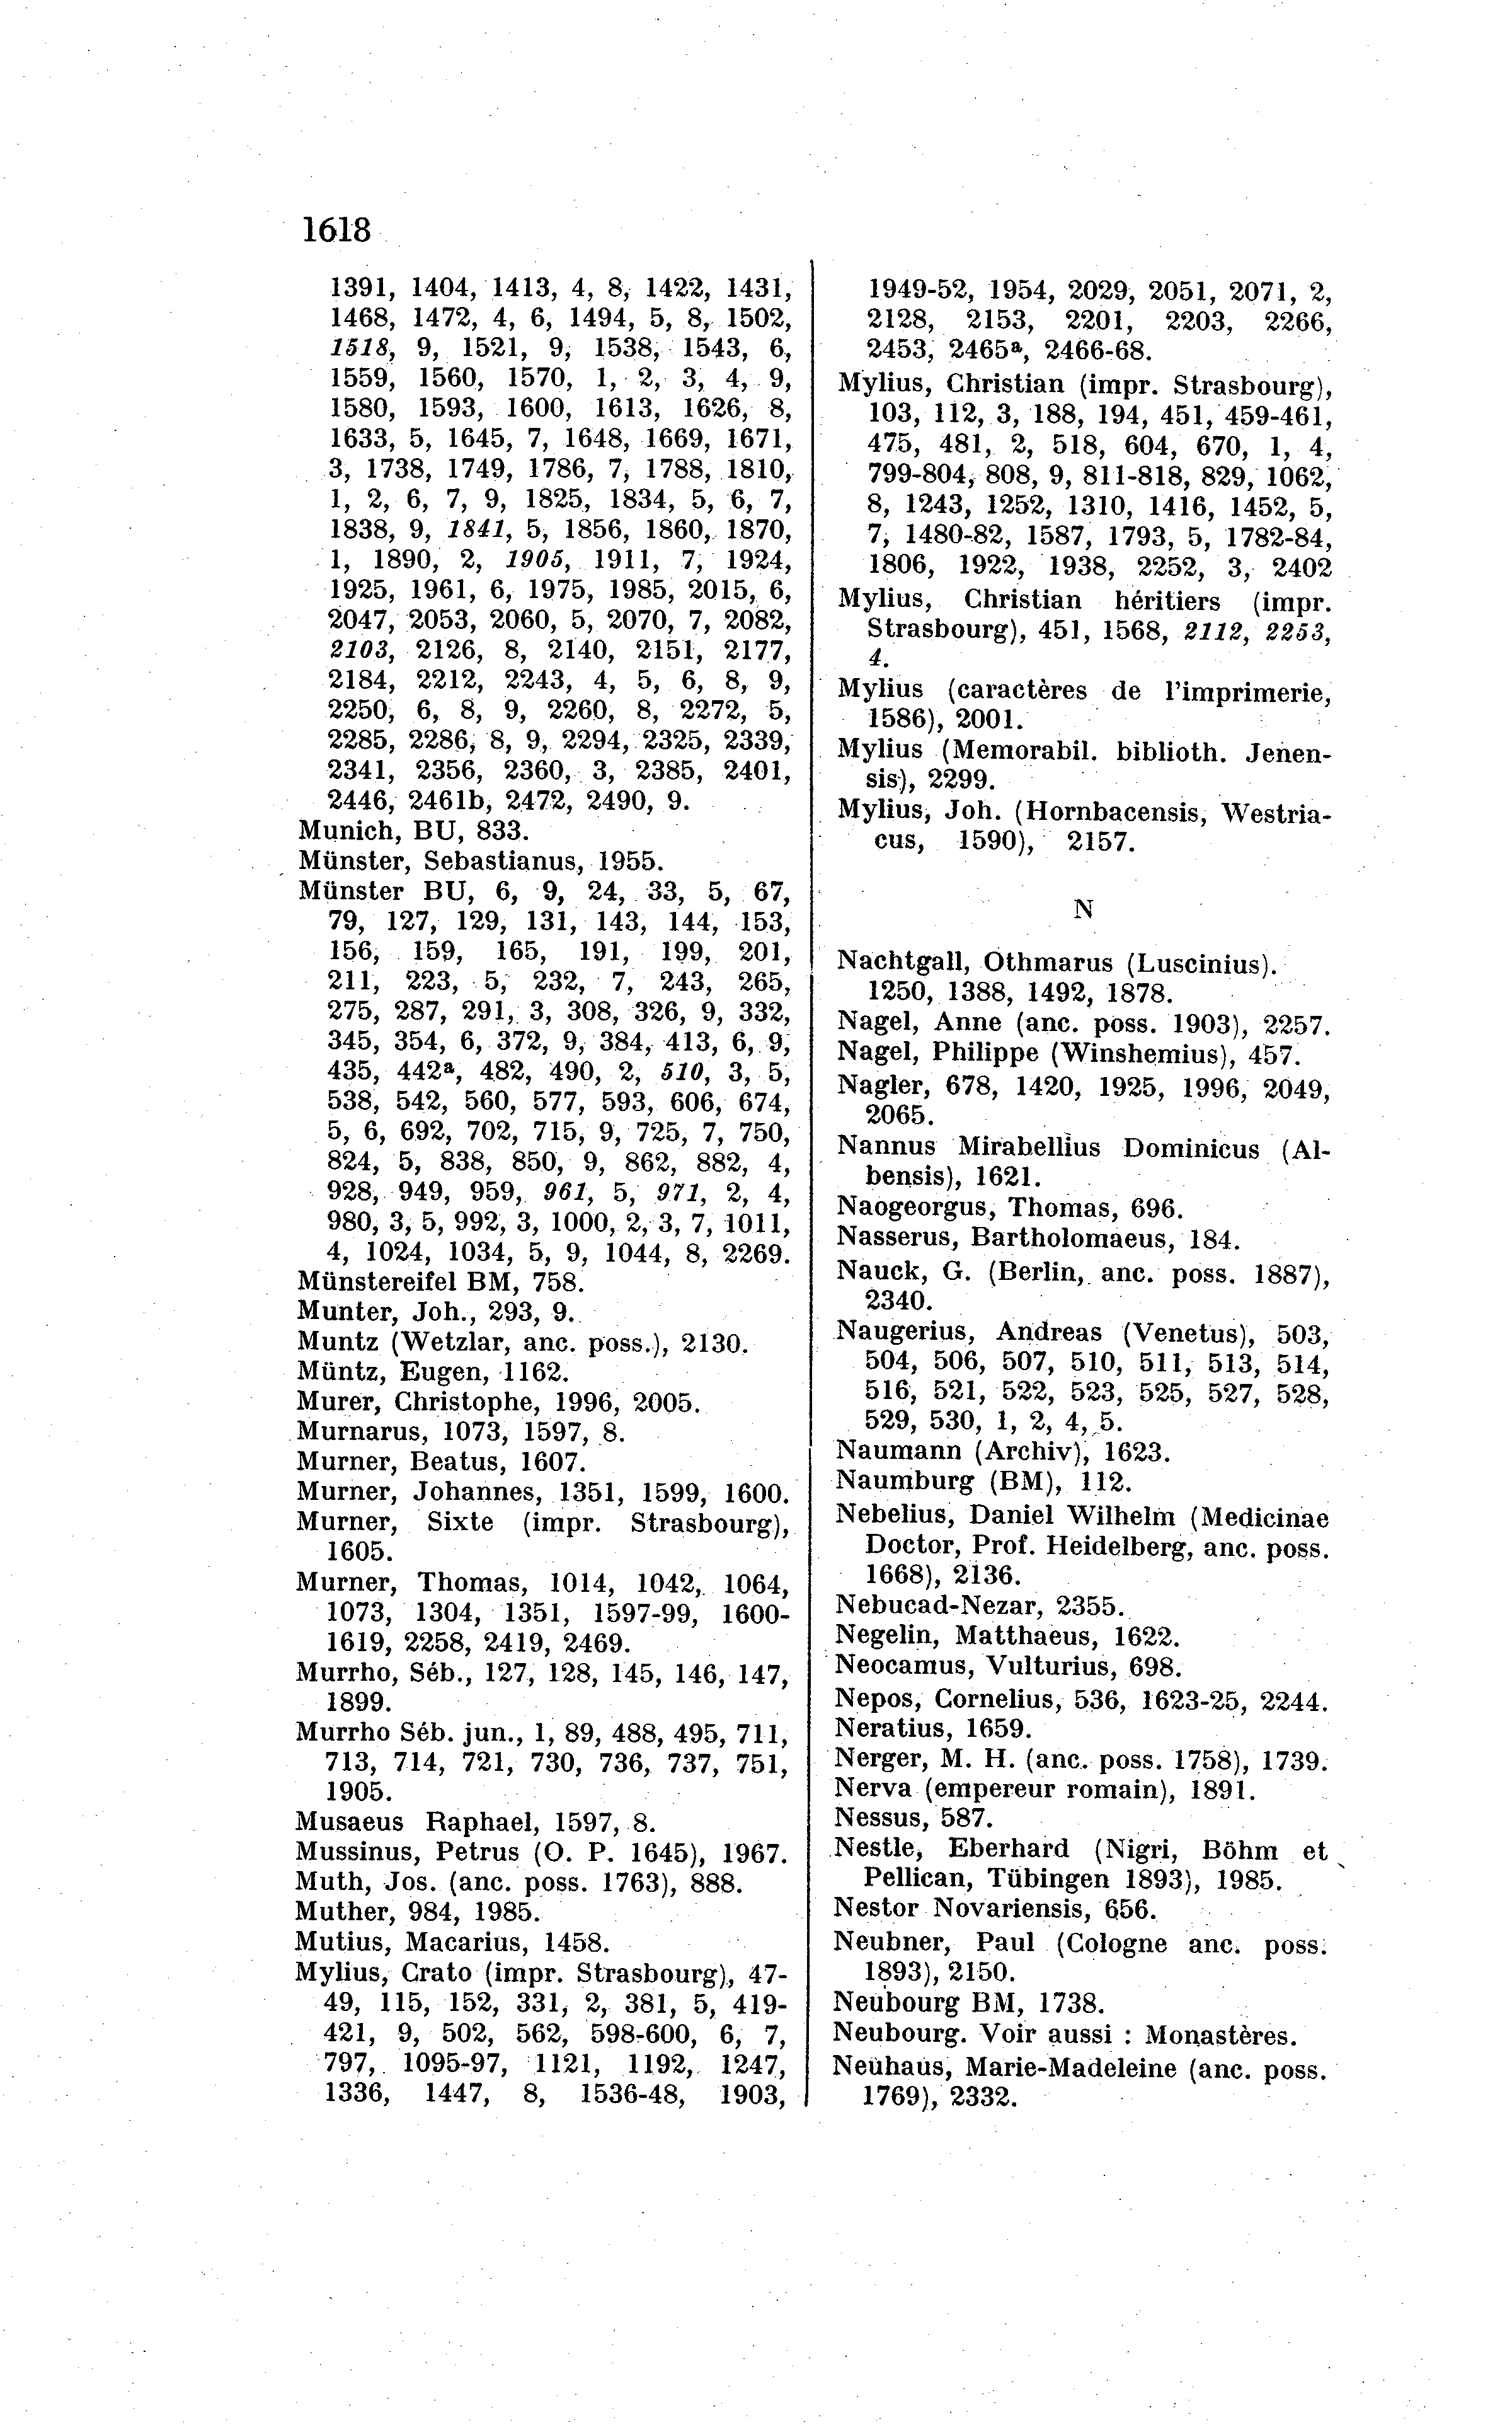 1618
1391, 1404, 1413, 4, 8, 1422, 1431,
1468, 1472, 4, 6, 1494, 5, 8, 1502,
1518, 9, 1521, 9, 1538, 1543, 6,
1559, 1560, 1570, 1, 2, 3, 4, 9,
1580, 1593, 1600, 1613, 1626, 8,
1633, 5, 1645, 7, 1648, 1669, 1671,
3, 1738, 1749, 1786, 7, 1788, 1810,
1, 2, 6, 7, 9, 1825, 1834, 5, 6, 7,
1838, 9, 1841, 5, 1856, 1860, 1870,
1, 1890, 2, 1905, 1911, 7, 1924,
1925, 1961, 6, 1975, 1985, 2015, 6,
2047, 2053, 2060, 5, 2070, 7, 2082,
2103, 2126, 8, 2140, 2151, 2177,
2184, 2212, 2243, 4, 5, 6, 8, 9,
2250, 6, 8, 9, 2260, 8, 2272, 5,
2285, 2286, 8, 9, 2294, 2325, 2339,
2341, 2356, 2360, 3, 2385, 2401,
2446, 2461b, 2472, 2490, 9.
Munich, BU, 833.
Münster, Sebastianus, 1955.
Münster BU, 6, 9, 24, 33, 5, 67,
79, 127, 129, 131, 143, 144, 153,
156, 159, 165, 191, 199, 201,
211, 223, 5, 232, 7, 243, 265,
275, 287, 291, 3, 308, 326, 9, 332,
345, 354, 6, 372, 9, 384, 413, 6, 9,
435, 442ª, 482, 490, 2, 510, 3, 5,
538, 542, 560, 577, 593, 606, 674,
5, 6, 692, 702, 715, 9, 725, 7, 750,
824, 5, 838, 850, 9, 862, 882, 4,
928, 949, 959, 961, 5, 971, 2, 4,
980, 3, 5, 992, 3, 1000, 2, 3, 7, 1011,
4, 1024, 1034, 5, 9, 1044, 8, 2269.
Münstereifel BM, 758.
Munter, Joh., 293, 9.
Muntz (Wetzlar, anc. poss.), 2130.
Müntz, Eugen, 1162.
Murer, Christophe, 1996, 2005.
Murnarus, 1073, 1597, 8.
Murner, Beatus, 1607.
Murner, Johannes, 1351, 1599, 1600.
Murner, Sixte (impr. Strasbourg),
1605.
Murner, Thomas, 1014, 1042, 1064,
1073, 1304, 1351, 1597-99, 1600-
1619, 2258, 2419, 2469.
Murrho, Séb., 127, 128, 145, 146, 147,
1899.
Murrho Séb. jun., 1, 89, 488, 495, 711,
713, 714, 721, 730, 736, 737, 751,
1905.
Musaeus Raphael, 1597, 8.
Mussinus, Petrus (O. P. 1645), 1967.
Muth, Jos. (anc. poss. 1763), 888.
Muther, 984, 1985.
Mutius, Macarius, 1458.
Mylius, Crato (impr. Strasbourg), 47-
49, 115, 152, 331, 2, 381, 5, 419-
421, 9, 502, 562, 598-600, 6, 7,
797, 1095-97, 1121, 1192, 1247,
1336, 1447, 8, 1536-48, 1903,
1949-52, 1954, 2029, 2051, 2071, 2,
2128, 2153, 2201, 2203, 2266,
2453, 2465ª, 2466-68.
Mylius, Christian (impr. Strasbourg),
103, 112, 3, 188, 194, 451, 459-461,
475, 481, 2, 518, 604, 670, 1, 4,
799-804, 808, 9, 811-818, 829, 1062,
8, 1243, 1252, 1310, 1416, 1452, 5,
7, 1480-82, 1587, 1793, 5, 1782-84,
1806, 1922, 1938, 2252, 3, 2402
Mylius, Christian héritiers (impr.
Strasbourg), 451, 1568, 2112, 2253,
4.
Mylius (caractères de l'imprimerie,
1586), 2001.
Mylius (Memorabil. biblioth. Jenen-
sis), 2299.
Mylius, Joh. (Hornbacensis, Westria-
cus, 1590), 2157.
N
Nachtgall, Othmarus (Luscinius).
1250, 1388, 1492, 1878.
Nagel, Anne (anc. poss. 1903), 2257.
Nagel, Philippe (Winshemius), 457.
Nagler, 678, 1420, 1925, 1996, 2049,
2065.
Nannus Mirabellius Dominicus (Al-
bensis), 1621.
Naogeorgus, Thomas, 696.
Nasserus, Bartholomaeus, 184.
Nauck, G. (Berlin, anc. poss. 1887),
2340.
Naugerius, Andreas (Venetus), 503,
504, 506, 507, 510, 511, 513, 514,
516, 521, 522, 523, 525, 527, 528,
529, 530, 1, 2, 4, 5.
Naumann (Archiv), 1623.
Naumburg (BM), 112.
Nebelius, Daniel Wilhelm (Medicinae
Doctor, Prof. Heidelberg, anc. poss.
1668), 2136.
Nebucad-Nezar, 2355.
Negelin, Matthaeus, 1622.
Neocamus, Vulturius, 698.
Nepos, Cornelius, 536, 1623-25, 2244.
Neratius, 1659.
Nerger, M. H. (anc. poss. 1758), 1739.
Nerva (empereur romain), 1891.
Nessus, 587.
Nestle, Eberhard (Nigri, Böhm et
Pellican, Tübingen 1893), 1985.
Nestor Novariensis, 656.
Neubner, Paul (Cologne anc. poss.
1893), 2150.
Neubourg BM, 1738.
Neubourg. Voir aussi : Monastères.
Neuhaus, Marie-Madeleine (anc. poss.
1769), 2332.